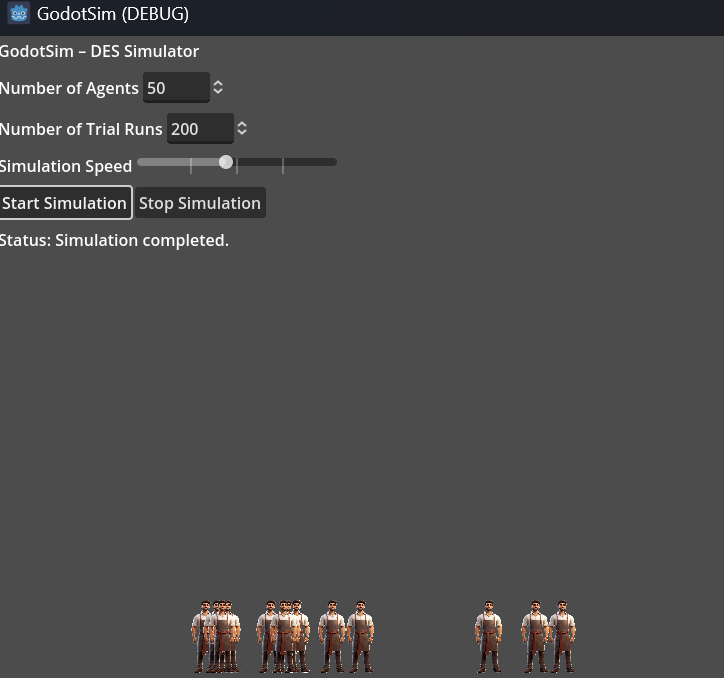 GodotSim (DEBUG)
GodotSim – DES Simulator
Number of Agents 50
Number of Trial Runs 200
Simulation Speed
Start Simulation Stop Simulation
Status: Simulation completed.